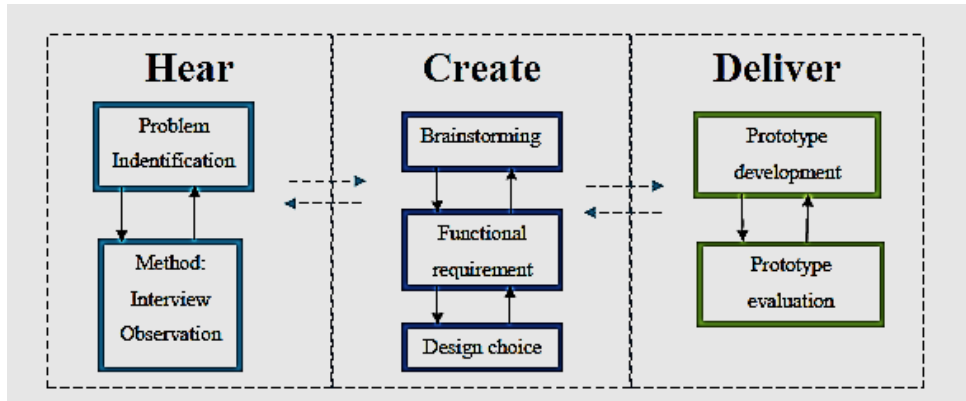 Hear
Problem
Indentification
Method:
Interview
Observation
Create
Brainstorming
Functional
requirement
Design choice
Deliver
Prototype
development
Prototype
evaluation